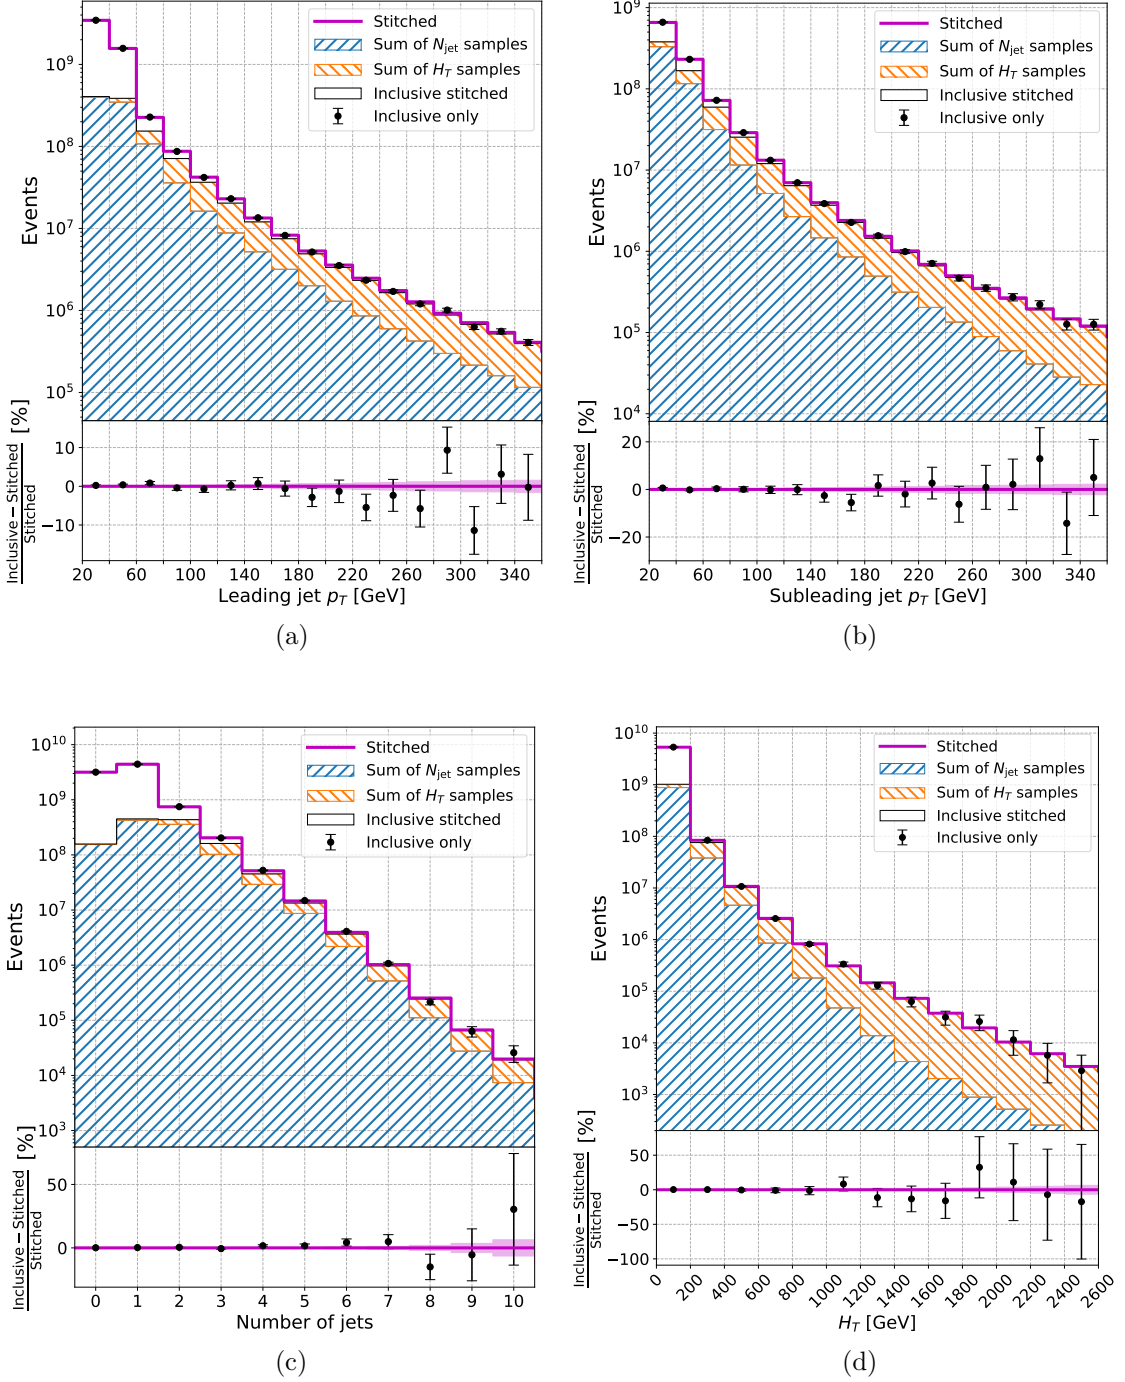 Stitched
Sum of N_jet samples
Sum of H_T samples
Inclusive stitched
Inclusive only
10^9
10^8
10^7
10^6
10^5
Events
10
0
−10
Inclusive − Stitched
Stitched
[%]
20 60 100 140 180 220 260 300 340
Leading jet p_T [GeV]
(a)
Stitched
Sum of N_jet samples
Sum of H_T samples
Inclusive stitched
Inclusive only
10^9
10^8
10^7
10^6
10^5
10^4
Events
20
0
−20
Inclusive − Stitched
Stitched
[%]
20 60 100 140 180 220 260 300 340
Subleading jet p_T [GeV]
(b)
Stitched
Sum of N_jet samples
Sum of H_T samples
Inclusive stitched
Inclusive only
10^10
10^9
10^8
10^7
10^6
10^5
10^4
10^3
Events
50
0
Inclusive − Stitched
Stitched
[%]
0 1 2 3 4 5 6 7 8 9 10
Number of jets
(c)
Stitched
Sum of N_jet samples
Sum of H_T samples
Inclusive stitched
Inclusive only
10^10
10^9
10^8
10^7
10^6
10^5
10^4
10^3
Events
50
0
−50
−100
Inclusive − Stitched
Stitched
[%]
0 200 400 600 800 1000 1200 1400 1600 1800 2000 2200 2400 2600
H_T [GeV]
(d)